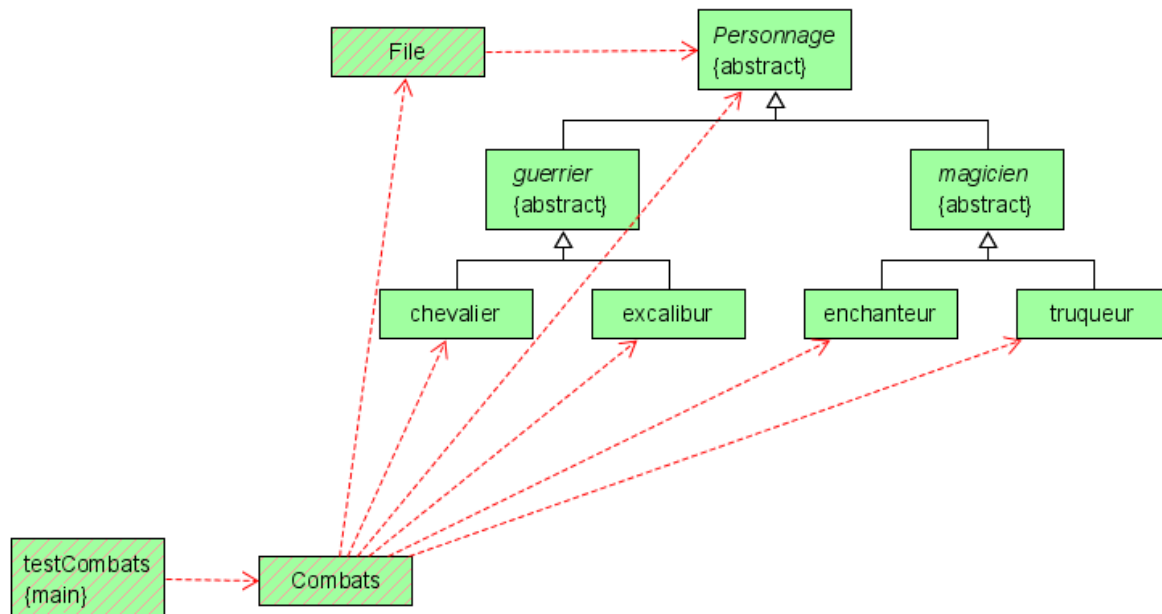 File
Personnage
{abstract}
guerrier
{abstract}
magicien
{abstract}
chevalier
excalibur
enchanteur
truqueur
testCombats
{main}
Combats